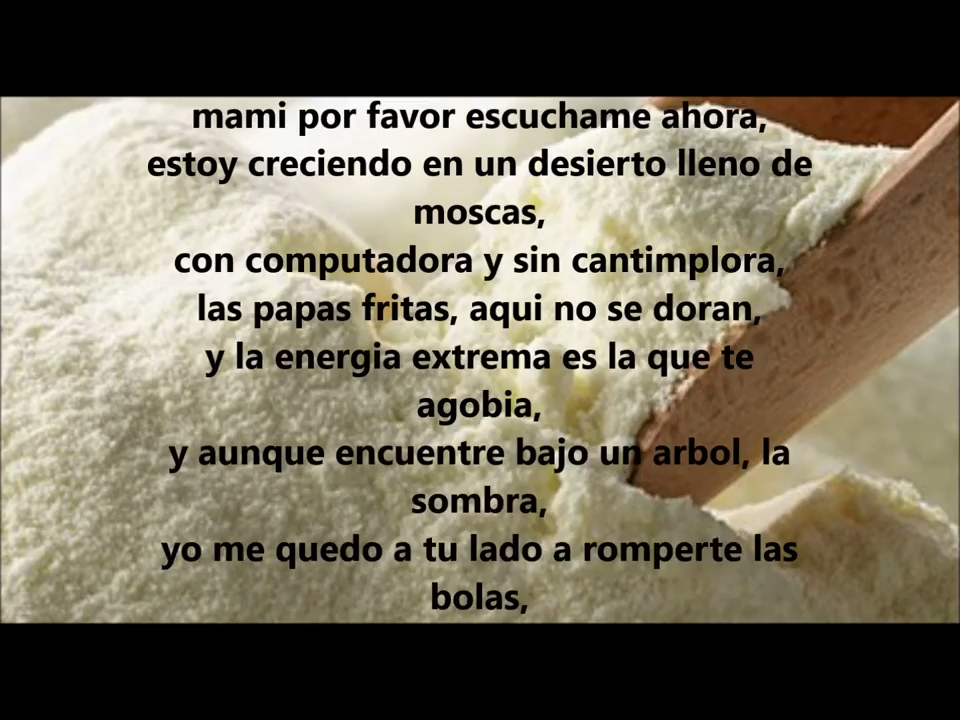 mami por favor escuchame ahora,
estoy creciendo en un desierto lleno de
moscas,
con computadora y sin cantimplora,
las papas fritas, aqui no se doran,
y la energia extrema es la que te
agobia,
y aunque encuentre bajo un arbol, la
sombra,
yo me quedo a tu lado a romperte las
bolas,